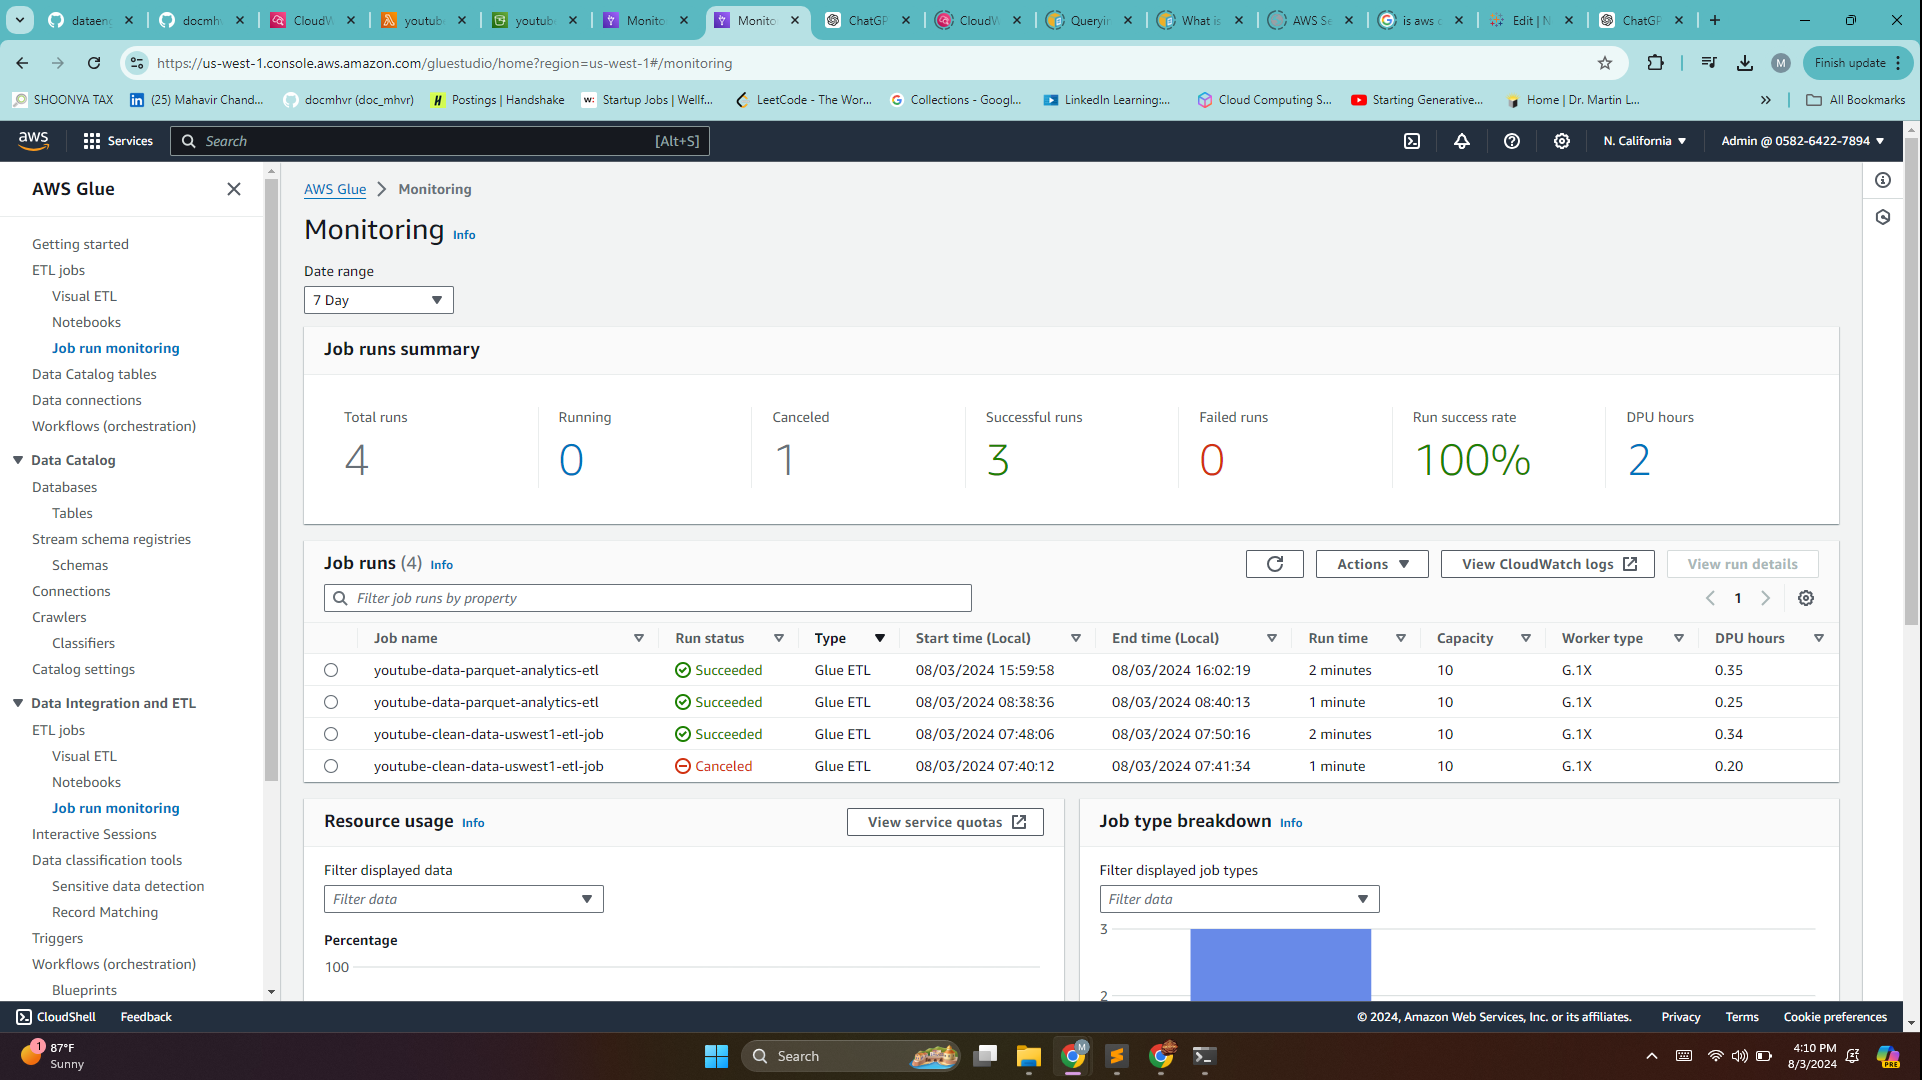 dataen
docmh
CloudW
youtube
youtube
Monito
Monito
ChatGP
CloudW
Queryin
What is
AWS Se
is aws c
Edit | N
ChatGP
https://us-west-1.console.aws.amazon.com/gluestudio/home?region=us-west-1#/monitoring
M
Finish update
SHOONYA TAX
(25) Mahavir Chand...
docmhvr (doc_mhvr)
Postings | Handshake
Startup Jobs | Wellf...
LeetCode - The Wor...
Collections - Googl...
LinkedIn Learning:...
Cloud Computing S...
Starting Generative...
Home | Dr. Martin L...
All Bookmarks
aws
Services
Search
[Alt+S]
N. California
Admin @ 0582-6422-7894
AWS Glue
Getting started
ETL jobs
Visual ETL
Notebooks
Job run monitoring
Data Catalog tables
Data connections
Workflows (orchestration)
Data Catalog
Databases
Tables
Stream schema registries
Schemas
Connections
Crawlers
Classifiers
Catalog settings
Data Integration and ETL
ETL jobs
Visual ETL
Notebooks
Job run monitoring
Interactive Sessions
Data classification tools
Sensitive data detection
Record Matching
Triggers
Workflows (orchestration)
Blueprints
AWS Glue > Monitoring
Monitoring Info
Date range
7 Day
Job runs summary
Total runs
4
Running
0
Canceled
1
Successful runs
3
Failed runs
0
Run success rate
100%
DPU hours
2
Job runs (4) Info
Actions
View CloudWatch logs
View run details
Filter job runs by property
1
Job name Run status Type Start time (Local) End time (Local) Run time Capacity Worker type DPU hours
youtube-data-parquet-analytics-etl Succeeded Glue ETL 08/03/2024 15:59:58 08/03/2024 16:02:19 2 minutes 10 G.1X 0.35
youtube-data-parquet-analytics-etl Succeeded Glue ETL 08/03/2024 08:38:36 08/03/2024 08:40:13 1 minute 10 G.1X 0.25
youtube-clean-data-uswest1-etl-job Succeeded Glue ETL 08/03/2024 07:48:06 08/03/2024 07:50:16 2 minutes 10 G.1X 0.34
youtube-clean-data-uswest1-etl-job Canceled Glue ETL 08/03/2024 07:40:12 08/03/2024 07:41:34 1 minute 10 G.1X 0.20
Resource usage Info
View service quotas
Filter displayed data
Filter data
Percentage
100
Job type breakdown Info
Filter displayed job types
Filter data
3
2
CloudShell
Feedback
© 2024, Amazon Web Services, Inc. or its affiliates.
Privacy
Terms
Cookie preferences
1
87°F
Sunny
Search
M
4:10 PM
8/3/2024
PRE